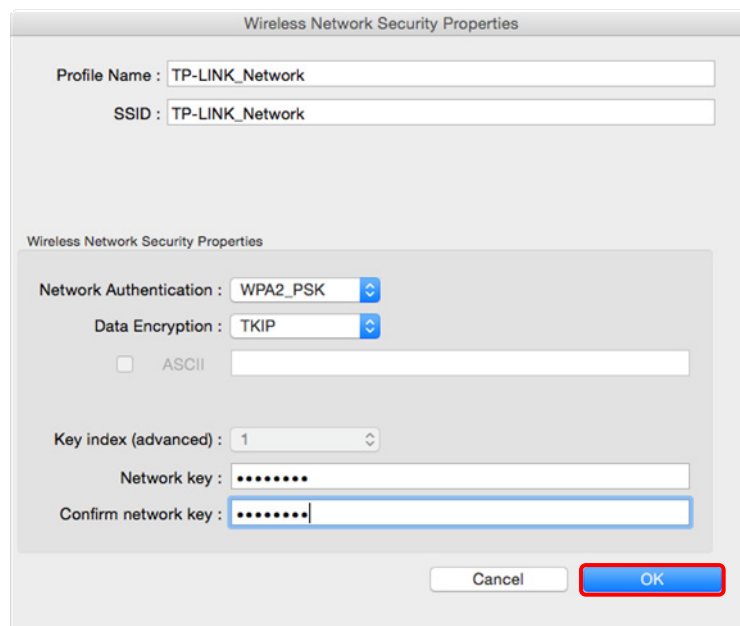 Wireless Network Security Properties
Profile Name : TP-LINK_Network
SSID : TP-LINK_Network
Wireless Network Security Properties
Network Authentication : WPA2_PSK
Data Encryption : TKIP
ASCII
Key index (advanced) : 1
Network key : ••••••••
Confirm network key : ••••••••
Cancel OK